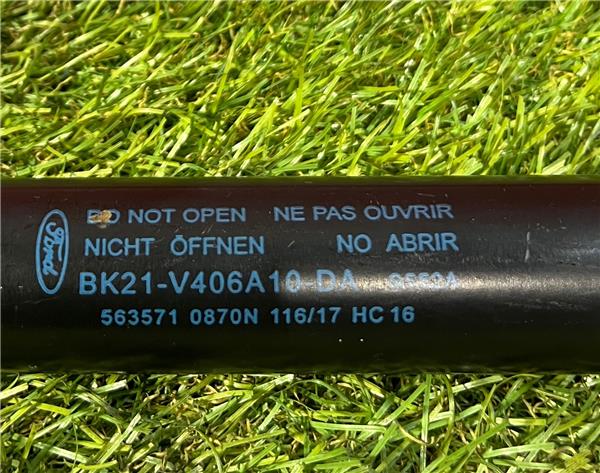 Ford
DO NOT OPEN NE PAS OUVRIR
NICHT ÖFFNEN NO ABRIR
BK21-V406A10-DA
563571 0870N 116/17 HC 16